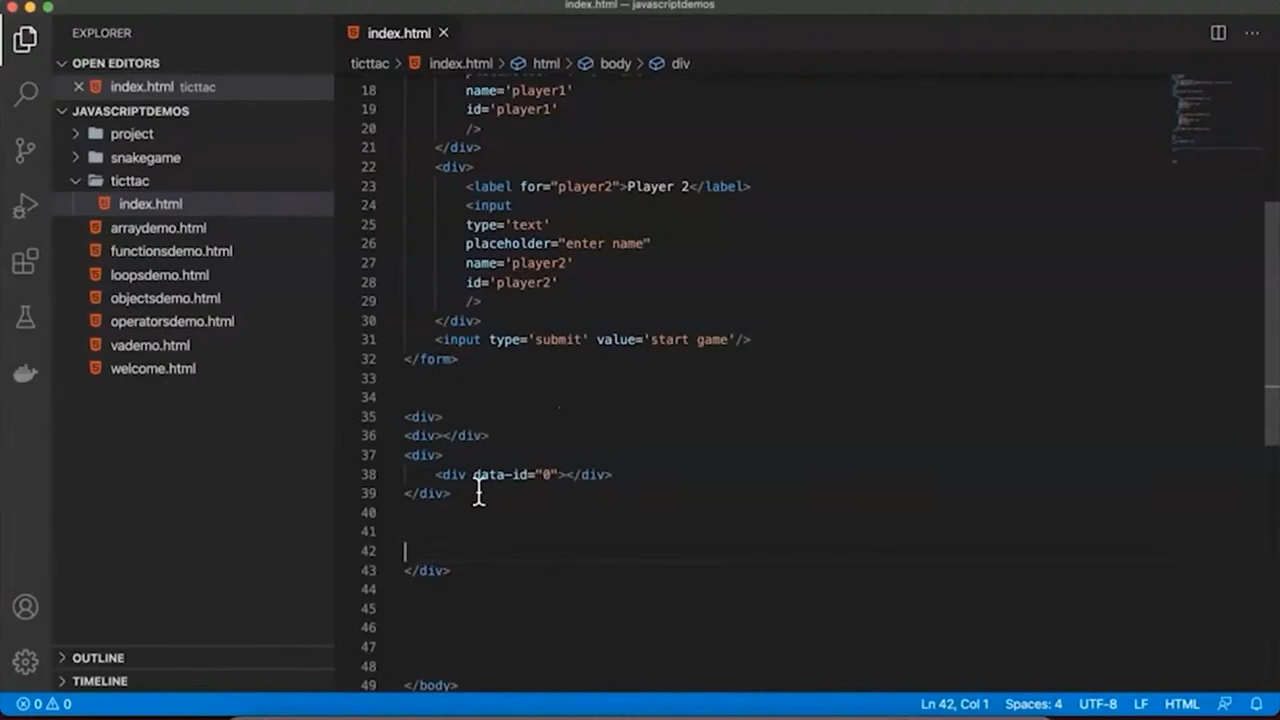 index.html — javascriptdemos
EXPLORER
OPEN EDITORS
index.html ticttac
JAVASCRIPTDEMOS
project
snakegame
ticttac
index.html
arraydemo.html
functionsdemo.html
loopsdemo.html
objectsdemo.html
operatorsdemo.html
vademo.html
welcome.html
OUTLINE
TIMELINE
index.html
ticttac > index.html > html > body > div
18 name='player1'
19 id='player1'
20 />
21 </div>
22 <div>
23 <label for="player2">Player 2</label>
24 <input
25 type='text'
26 placeholder="enter name"
27 name='player2'
28 id='player2'
29 />
30 </div>
31 <input type='submit' value='start game'/>
32 </form>
33
34
35 <div>
36 <div></div>
37 <div>
38 <div data-id="0"></div>
39 </div>
40
41
42
43 </div>
44
45
46
47
48
49 </body>
0 0
Ln 42, Col 1 Spaces: 4 UTF-8 LF HTML